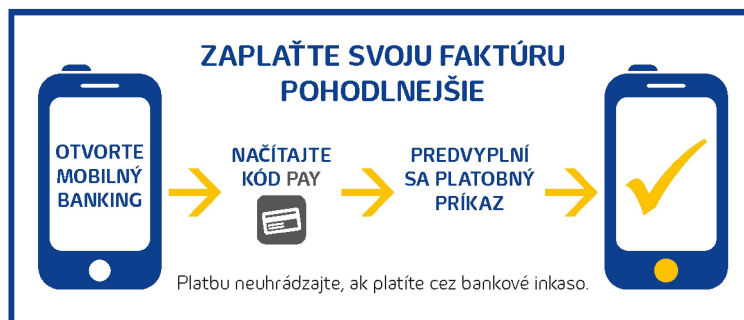 ZAPLAŤTE SVOJU FAKTÚRU
POHODLNEJŠIE
OTVORTE
MOBILNÝ
BANKING
NAČÍTAJTE
KÓD PAY
PREDVYPLNÍ
SA PLATOBNÝ
PRÍKAZ
Platbu neuhrádzajte, ak platíte cez bankové inkaso.